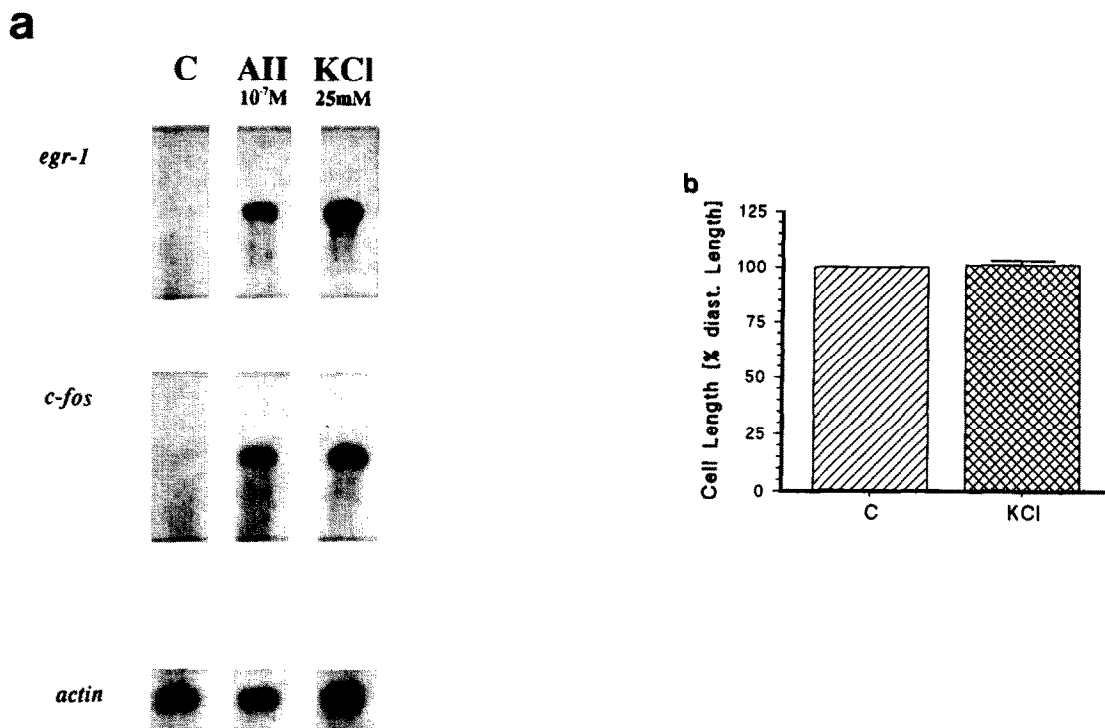 a
C AII KCl
10⁻⁷M 25mM
egr-1
c-fos
actin
b
Cell Length [% diast. Length]
125
100
75
50
25
0
C KCl